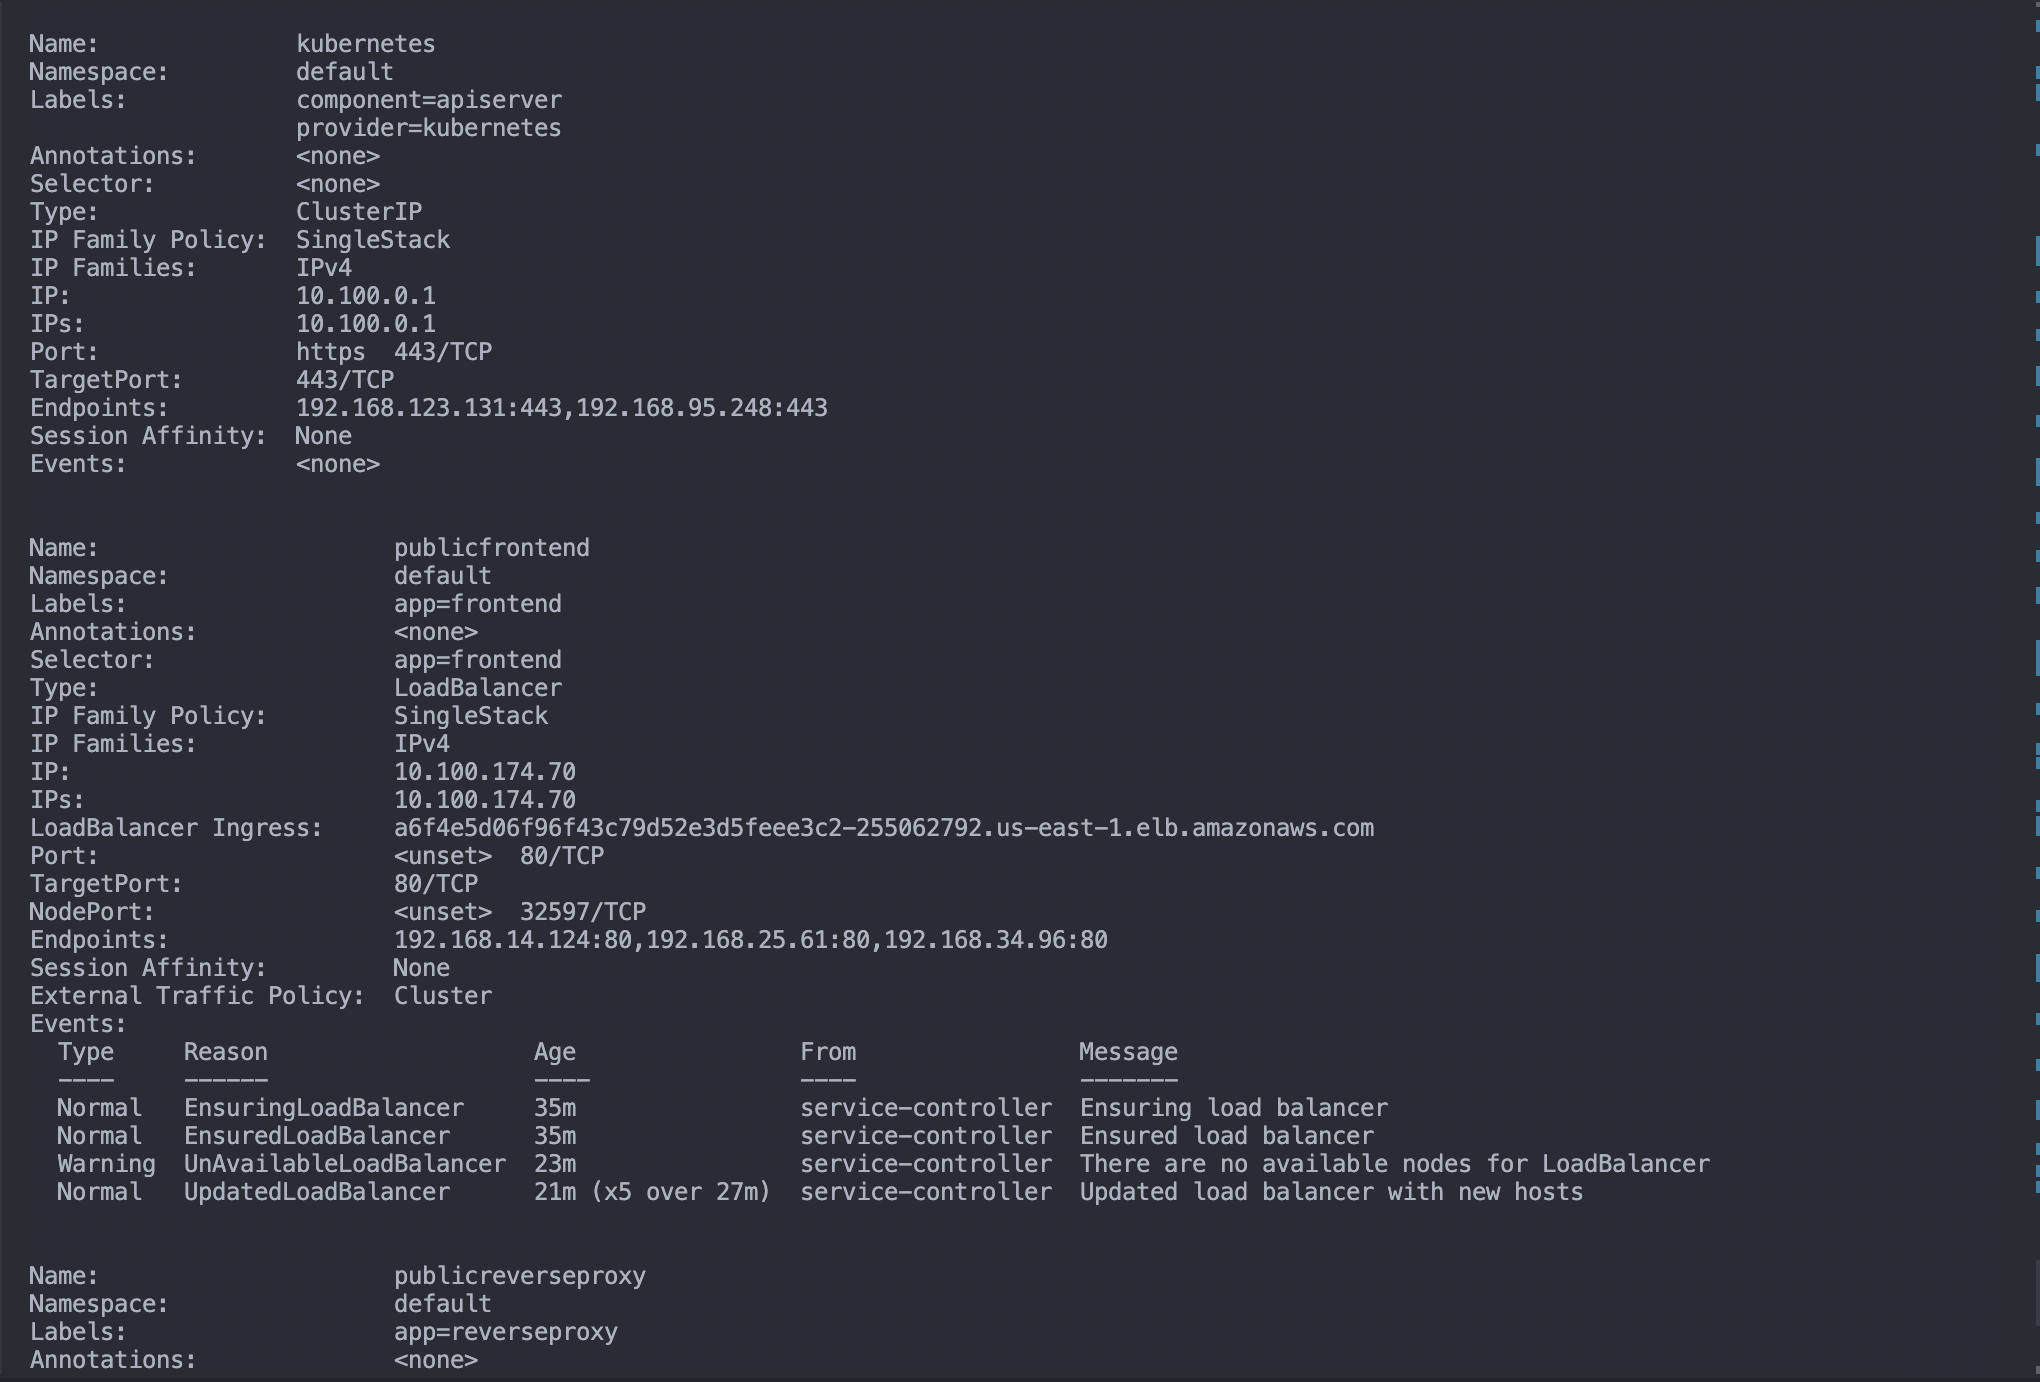 Name:              kubernetes
Namespace:         default
Labels:            component=apiserver
                   provider=kubernetes
Annotations:       <none>
Selector:          <none>
Type:              ClusterIP
IP Family Policy:  SingleStack
IP Families:       IPv4
IP:                10.100.0.1
IPs:               10.100.0.1
Port:              https  443/TCP
TargetPort:        443/TCP
Endpoints:         192.168.123.131:443,192.168.95.248:443
Session Affinity:  None
Events:            <none>

Name:                     publicfrontend
Namespace:                default
Labels:                   app=frontend
Annotations:              <none>
Selector:                 app=frontend
Type:                     LoadBalancer
IP Family Policy:         SingleStack
IP Families:              IPv4
IP:                       10.100.174.70
IPs:                      10.100.174.70
LoadBalancer Ingress:     a6f4e5d06f96f43c79d52e3d5feee3c2-255062792.us-east-1.elb.amazonaws.com
Port:                     <unset>  80/TCP
TargetPort:               80/TCP
NodePort:                 <unset>  32597/TCP
Endpoints:                192.168.14.124:80,192.168.25.61:80,192.168.34.96:80
Session Affinity:         None
External Traffic Policy:  Cluster
Events:
  Type     Reason                   Age                From                Message
  ----     ------                   ----               ----                -------
  Normal   EnsuringLoadBalancer     35m                service-controller  Ensuring load balancer
  Normal   EnsuredLoadBalancer      35m                service-controller  Ensured load balancer
  Warning  UnAvailableLoadBalancer  23m                service-controller  There are no available nodes for LoadBalancer
  Normal   UpdatedLoadBalancer      21m (x5 over 27m)  service-controller  Updated load balancer with new hosts

Name:                     publicreverseproxy
Namespace:                default
Labels:                   app=reverseproxy
Annotations:              <none>